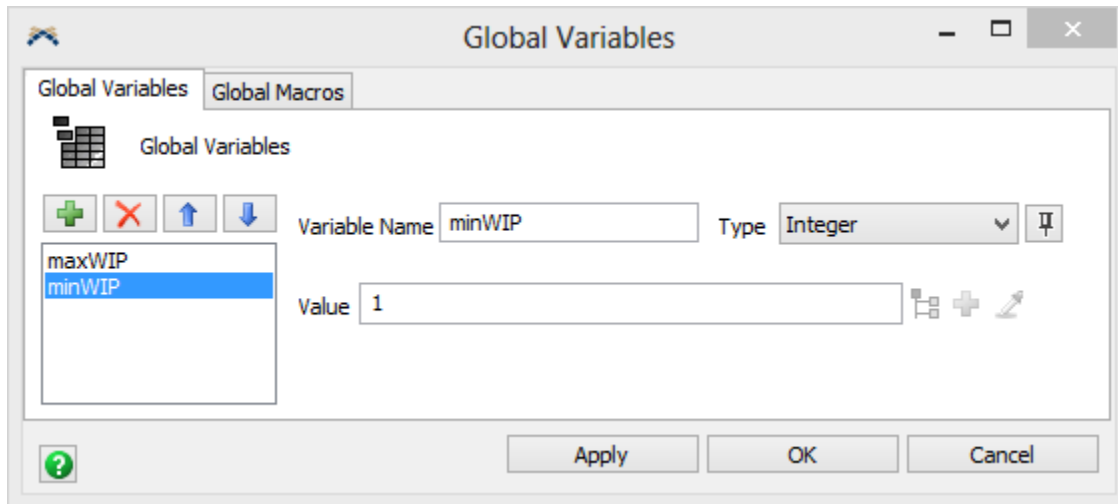 Global Variables
Global Variables Global Macros
Global Variables
Variable Name minWIP Type Integer
maxWIP
minWIP
Value 1
Apply OK Cancel